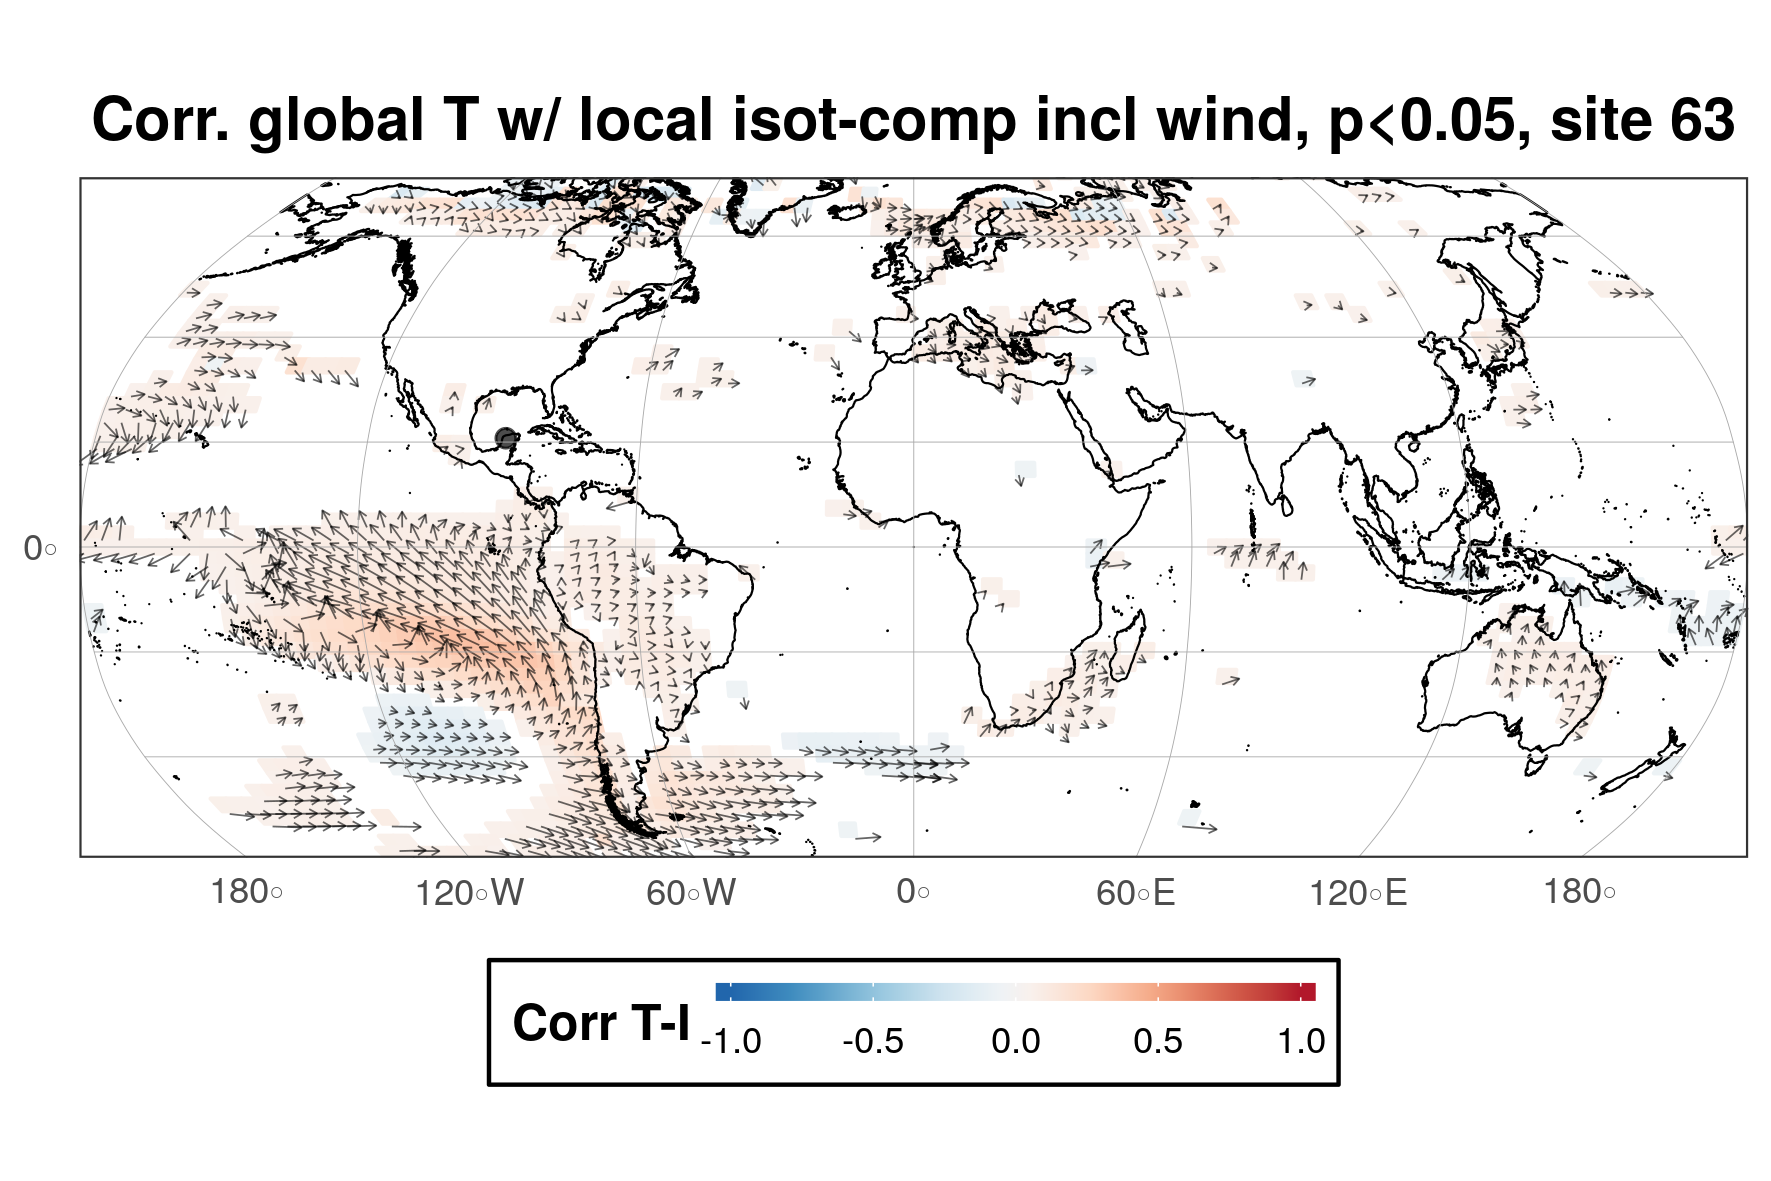 Corr. global T w/ local isot-comp incl wind, p<0.05, site 63
0°
180° 120°W 60°W 0° 60°E 120°E 180°
Corr T-I
-1.0 -0.5 0.0 0.5 1.0